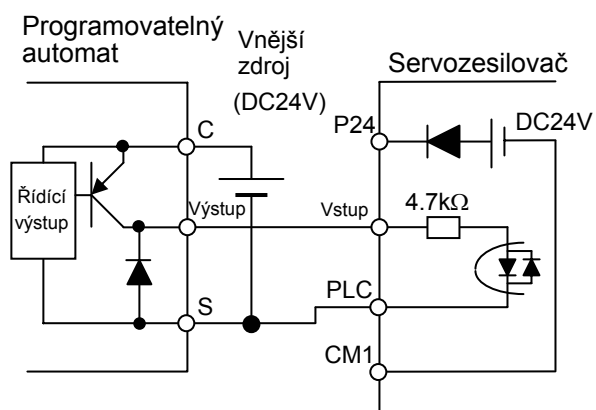 Programovatelný
automat
Vnější
zdroj
(DC24V)
Servozesilovač
C
P24
DC24V
Řídící
výstup
Výstup
Vstup
4.7kΩ
S
PLC
CM1